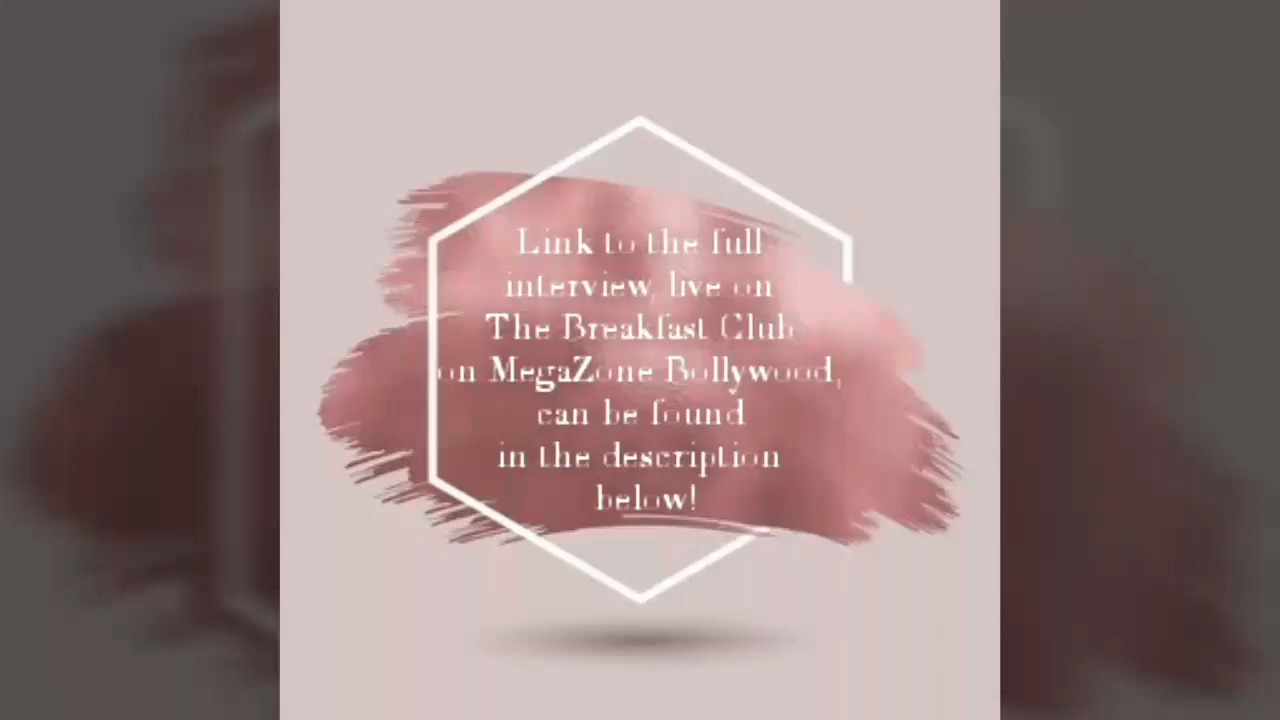 Link to the full
interview, live on
The Breakfast Club
on MegaZone Bollywood,
can be found
in the description
below!